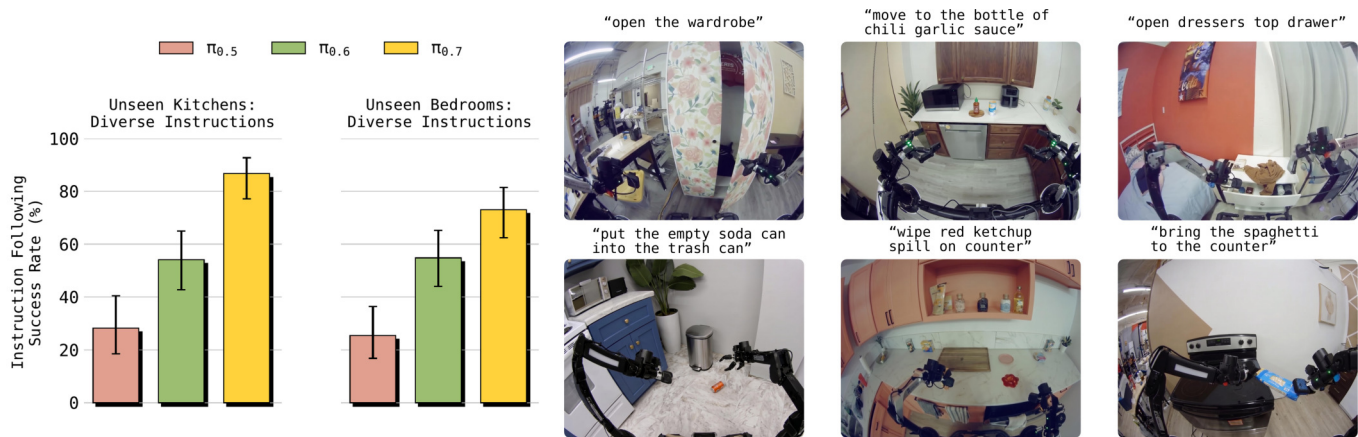 π0.5 π0.6 π0.7
Unseen Kitchens:
Diverse Instructions
Unseen Bedrooms:
Diverse Instructions
Instruction Following
Success Rate (%)
100
80
60
40
20
0
“open the wardrobe”
“move to the bottle of
chili garlic sauce”
“open dressers top drawer”
“put the empty soda can
into the trash can”
“wipe red ketchup
spill on counter”
“bring the spaghetti
to the counter”